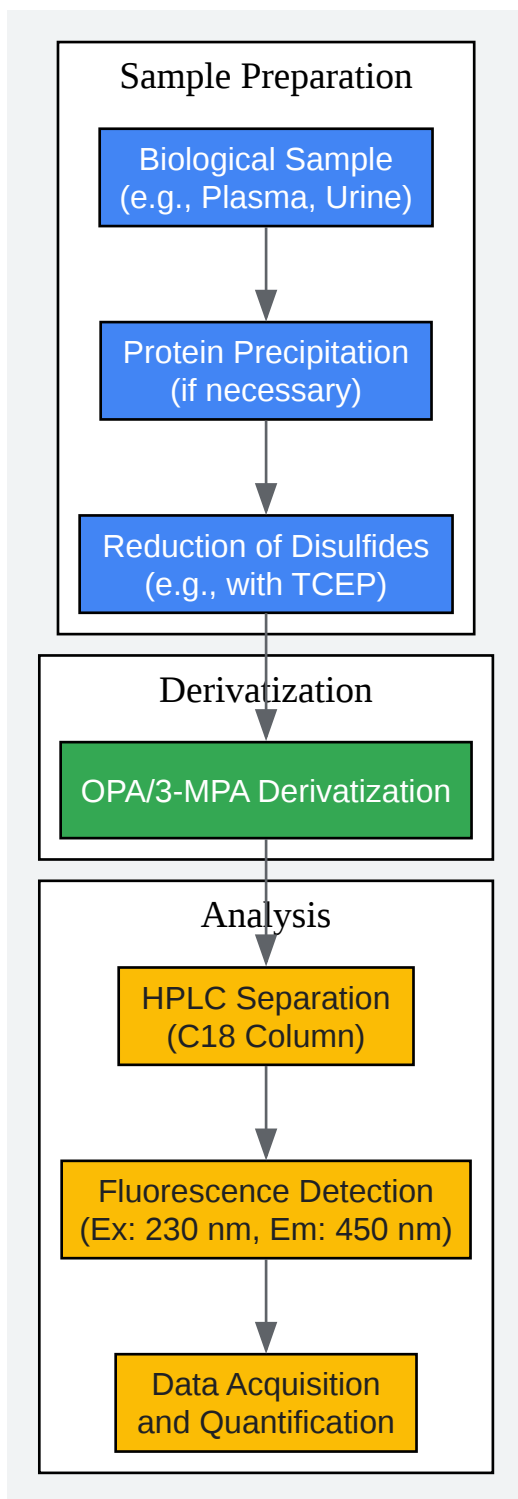 Sample Preparation
Biological Sample
(e.g., Plasma, Urine)
Protein Precipitation
(if necessary)
Reduction of Disulfides
(e.g., with TCEP)
Derivatization
OPA/3-MPA Derivatization
Analysis
HPLC Separation
(C18 Column)
Fluorescence Detection
(Ex: 230 nm, Em: 450 nm)
Data Acquisition
and Quantification